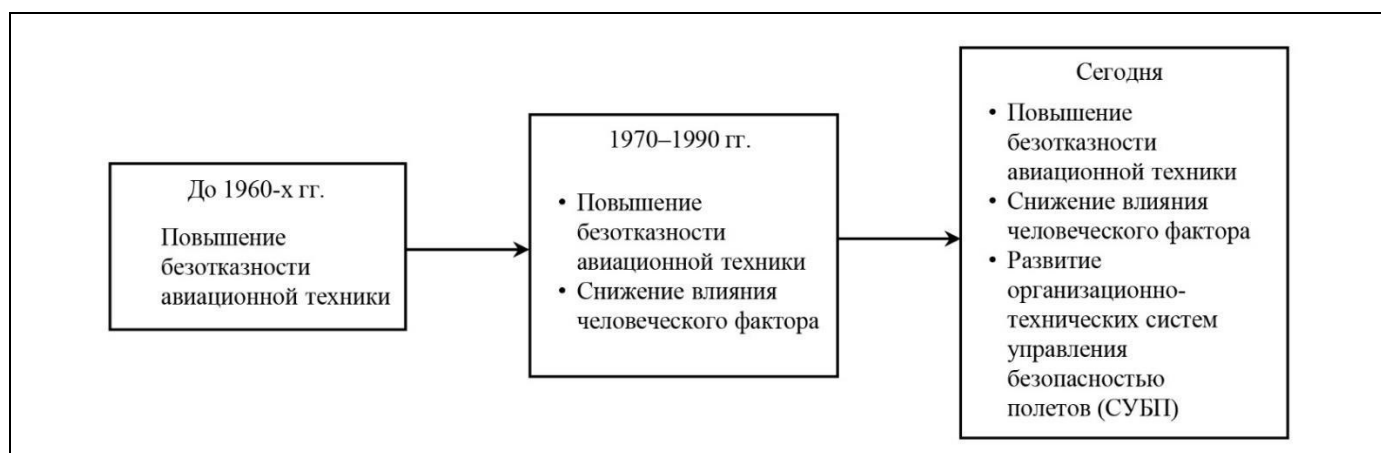 До 1960-х гг.
Повышение
безотказности
авиационной техники
1970–1990 гг.
• Повышение
безотказности
авиационной техники
• Снижение влияния
человеческого фактора
Сегодня
• Повышение
безотказности
авиационной техники
• Снижение влияния
человеческого фактора
• Развитие
организационно-
технических систем
управления
безопасностью
полетов (СУБП)